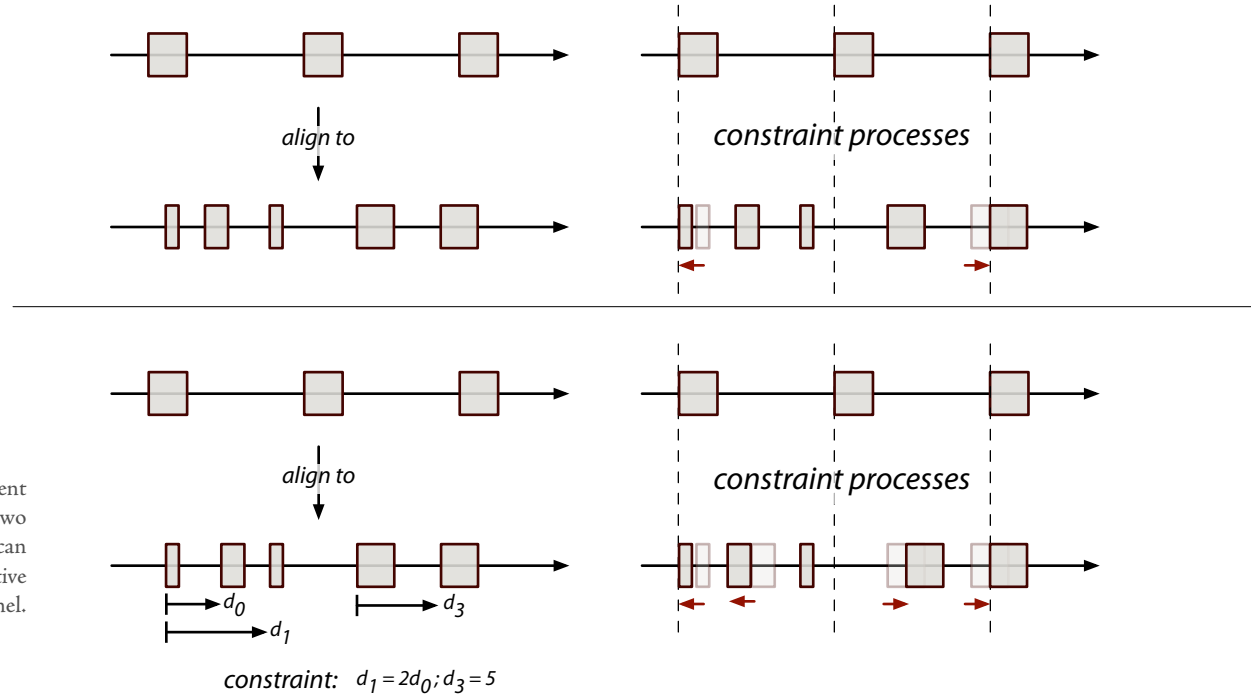 align to
constraint processes
align to
constraint processes
ent
wo
can
tive
nel.
d0
d3
d1
constraint: d1 = 2d0; d3 = 5